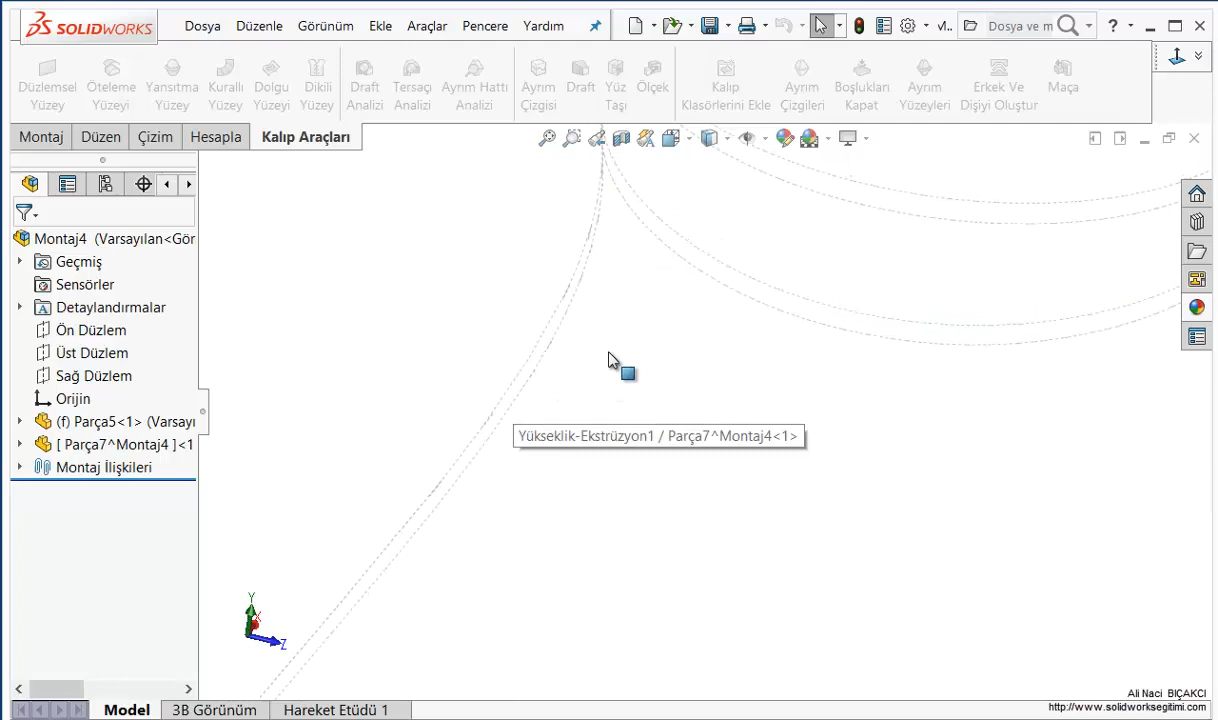 SOLIDWORKS Dosya Düzenle Görünüm Ekle Araçlar Pencere Yardım vl.. Dosya ve m ?
Düzlemsel Yüzey
Öteleme Yüzeyi
Yansıtma Yüzey
Kurallı Yüzey
Dolgu Yüzeyi
Dikili Yüzey
Draft Analizi
Tersaçı Analizi
Ayrım Hattı Analizi
Ayrım Çizgisi
Draft
Yüz Taşı
Ölçek
Kalıp Klasörlerini Ekle
Ayrım Çizgileri
Boşlukları Kapat
Ayrım Yüzeyleri
Erkek Ve Dişiyi Oluştur
Maça
Montaj Düzen Çizim Hesapla Kalıp Araçları
Montaj4 (Varsayılan<Gör
Geçmiş
Sensörler
Detaylandırmalar
Ön Düzlem
Üst Düzlem
Sağ Düzlem
Orijin
(f) Parça5<1> (Varsayı
[ Parça7^Montaj4 ]<1
Montaj İlişkileri
Yükseklik-Ekstrüzyon1 / Parça7^Montaj4<1>
Y
X
Z
Ali Naci BIÇAKCI
http://www.solidworksegitimi.com
Model 3B Görünüm Hareket Etüdü 1